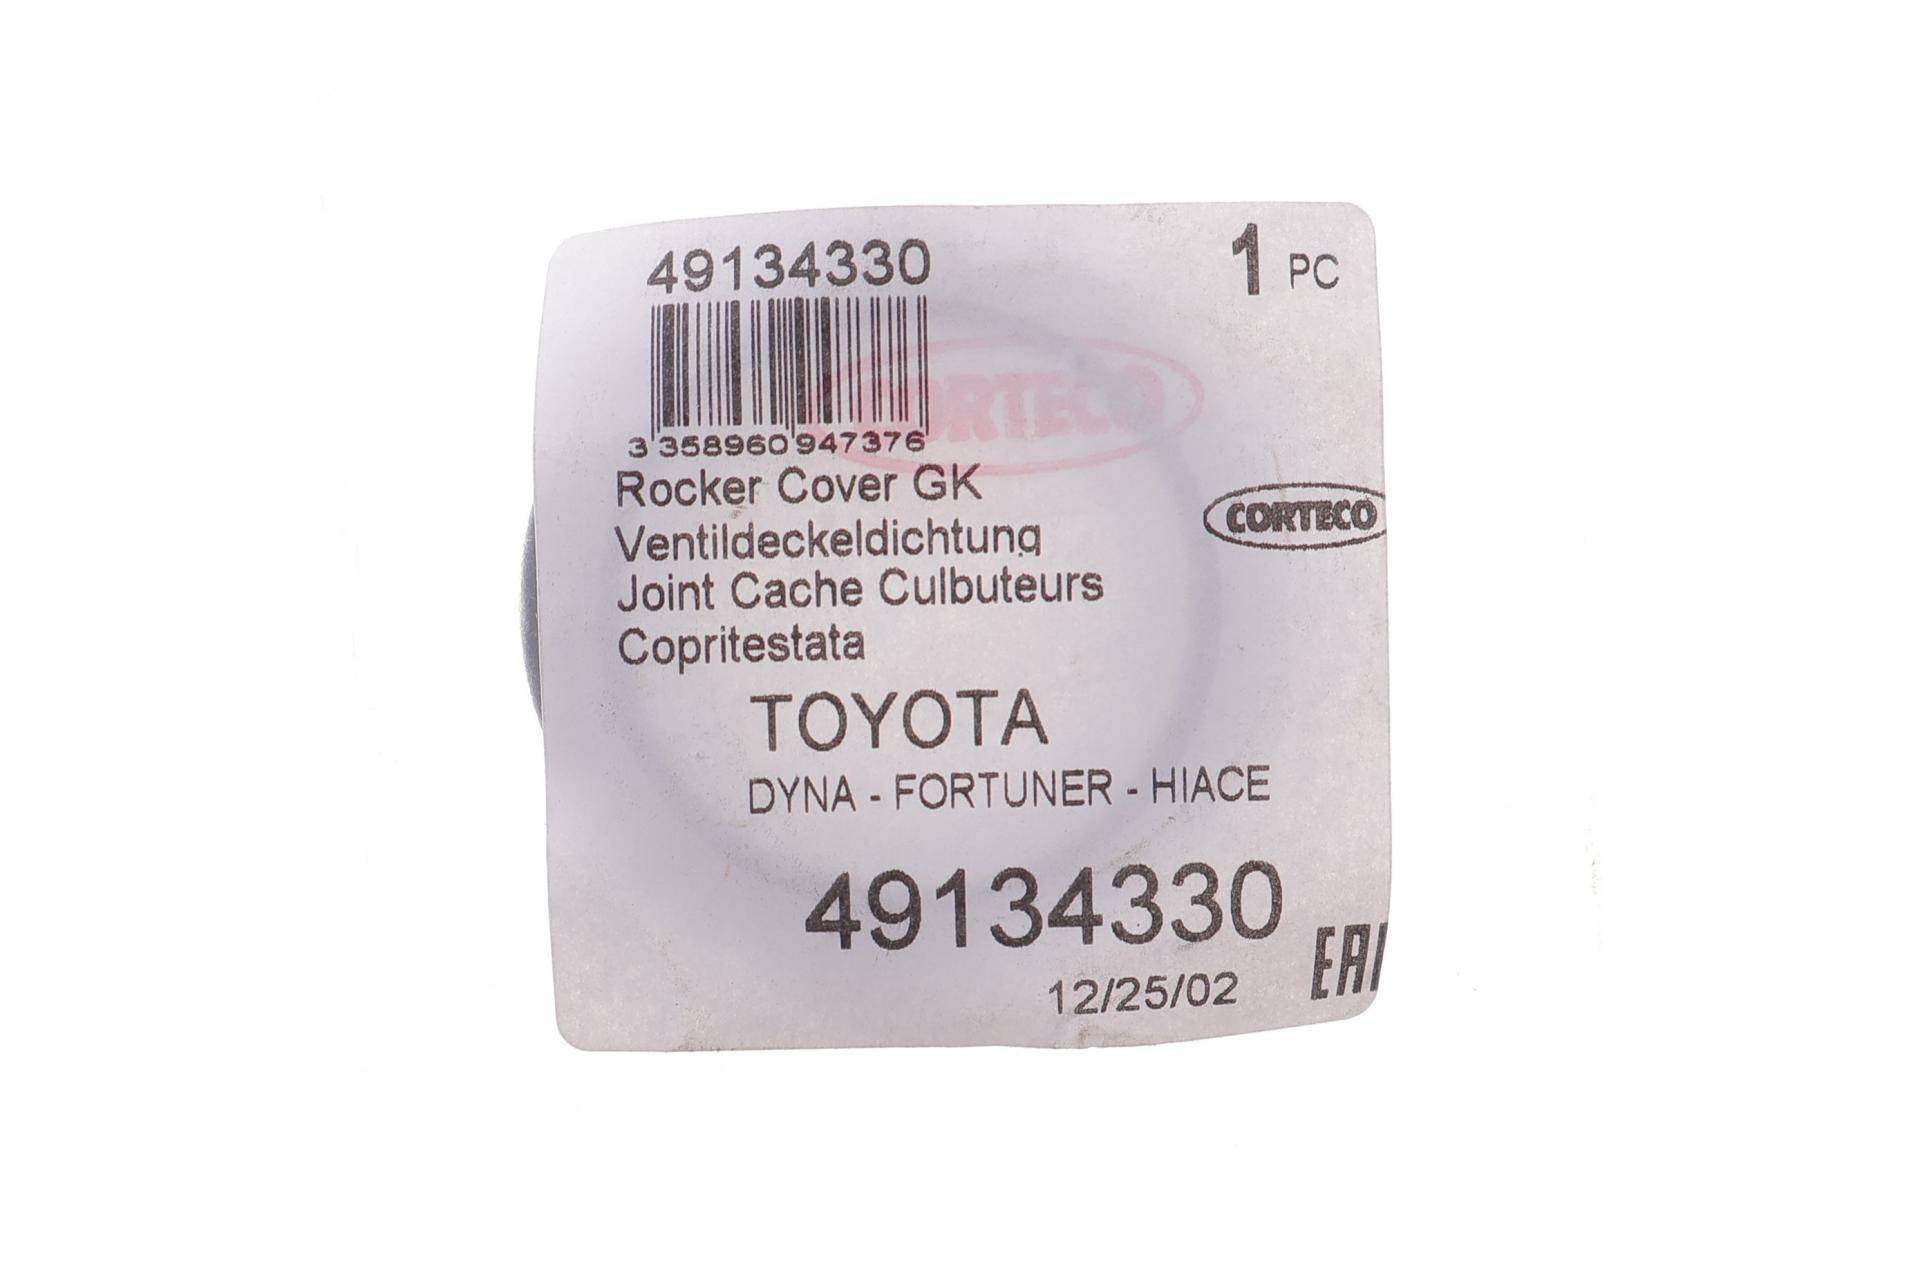 49134330
1 PC
CORTECO
3 358960 947376
Rocker Cover GK
CORTECO
Ventildeckeldichtung
Joint Cache Culbuteurs
Copritestata
TOYOTA
DYNA - FORTUNER - HIACE
49134330
EAC
12/25/02